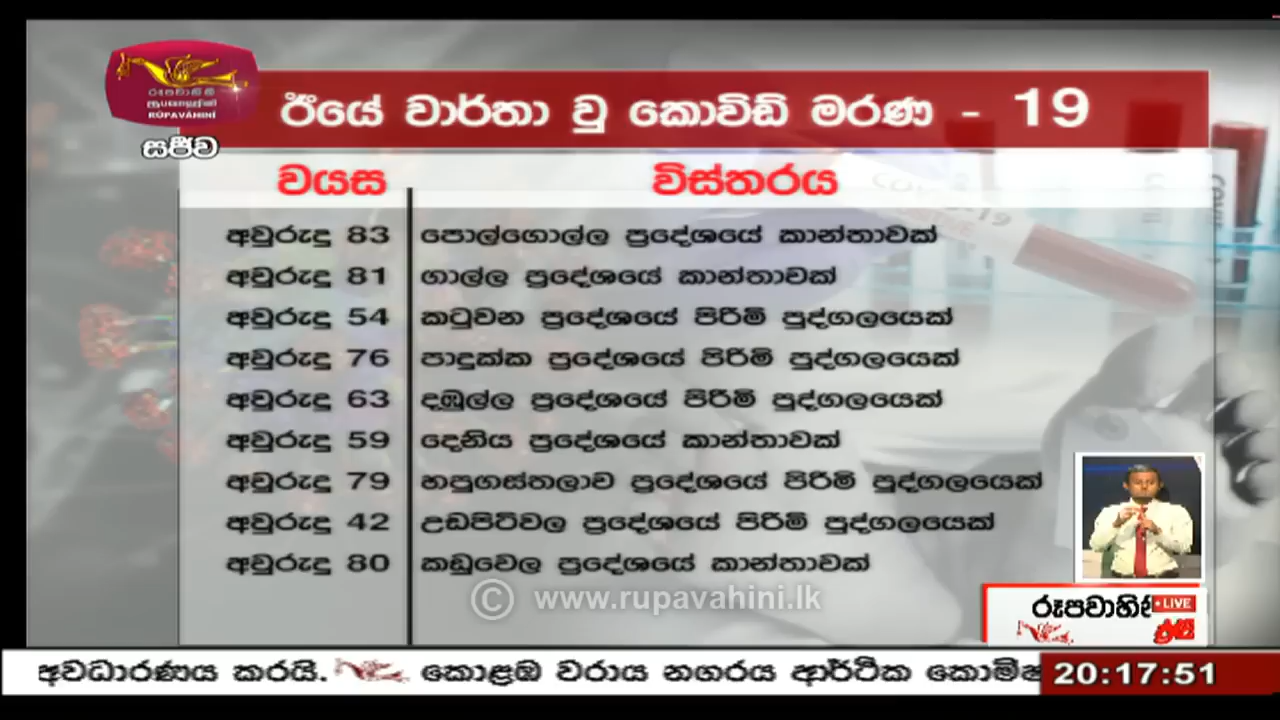 රූපවාහිනී
ரூபவாஹினி
RUPAVAHINI
සජීව
ඊයේ වාර්තා වූ කොවිඩ් මරණ - 19
වයස විස්තරය
අවුරුදු 83 පොල්ගොල්ල ප්‍රදේශයේ කාන්තාවක්
අවුරුදු 81 ගාල්ල ප්‍රදේශයේ කාන්තාවක්
අවුරුදු 54 කටුවන ප්‍රදේශයේ පිරිමි පුද්ගලයෙක්
අවුරුදු 76 පාදුක්ක ප්‍රදේශයේ පිරිමි පුද්ගලයෙක්
අවුරුදු 63 දඹුල්ල ප්‍රදේශයේ පිරිමි පුද්ගලයෙක්
අවුරුදු 59 දෙනිය ප්‍රදේශයේ කාන්තාවක්
අවුරුදු 79 හපුගස්තලාව ප්‍රදේශයේ පිරිමි පුද්ගලයෙක්
අවුරුදු 42 උඩපිටිවල ප්‍රදේශයේ පිරිමි පුද්ගලයෙක්
අවුරුදු 80 කඩුවෙල ප්‍රදේශයේ කාන්තාවක්
© www.rupavahini.lk
රූපවාහි LIVE
අවධාරණය කරයි. කොළඹ වරාය නගරය ආර්ථික කොමිෂ 20:17:51